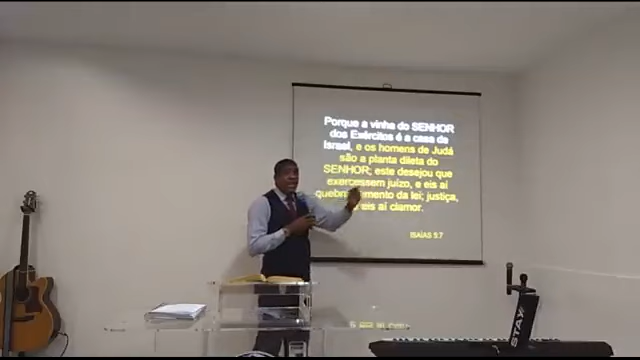 Porque a vinha do SENHOR
dos Exércitos é a casa de
Israel, e os homens de Judá
são a planta dileta do
SENHOR; este desejou que
exercessem juízo, e eis aí
quebrantamento da lei; justiça,
e eis aí clamor.
ISAÍAS 5:7
STAY